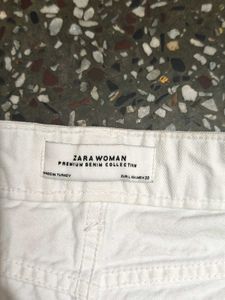 ZARA WOMAN
PREMIUM DENIM COLLECTION
MADE IN TURKEY